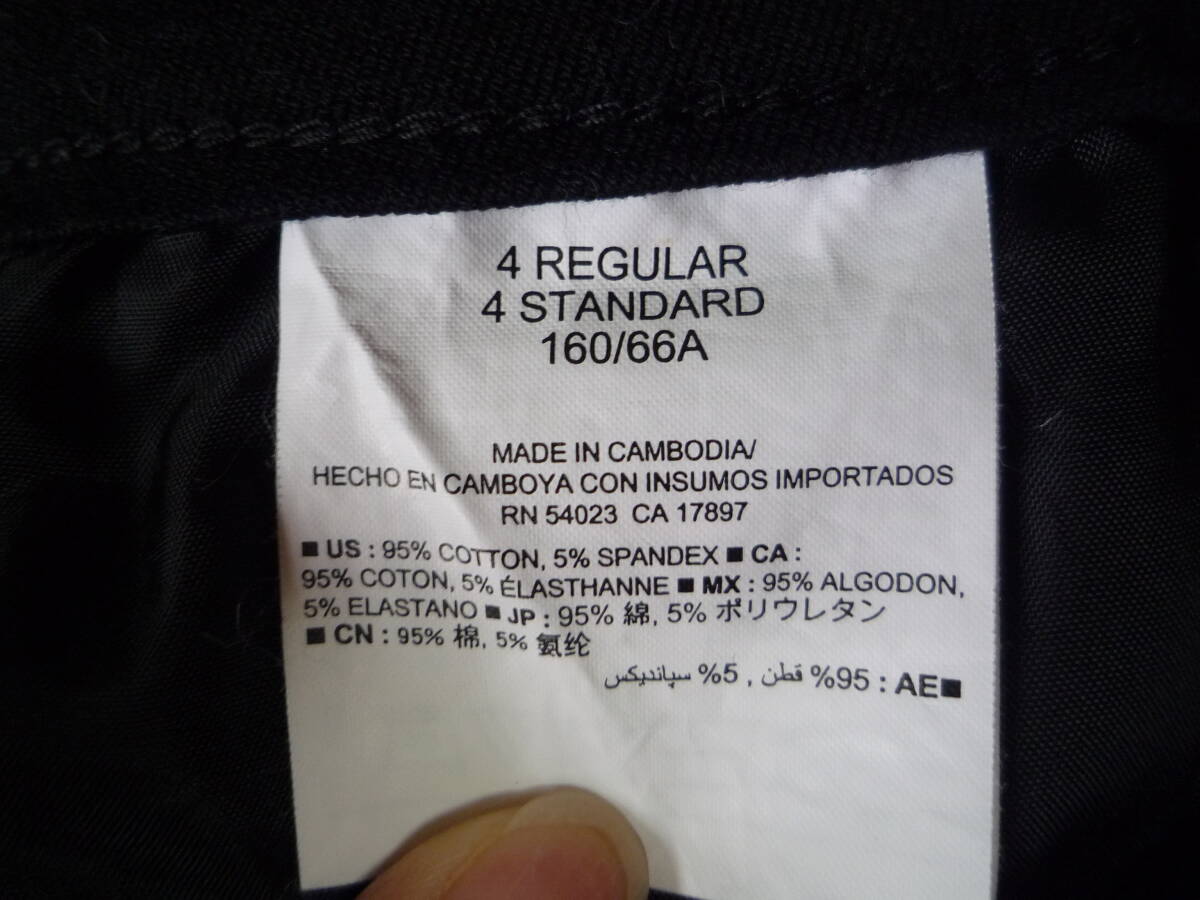 4 REGULAR
4 STANDARD
160/66A
MADE IN CAMBODIA/
HECHO EN CAMBOYA CON INSUMOS IMPORTADOS
RN 54023 CA 17897
■ US : 95% COTTON, 5% SPANDEX ■ CA :
95% COTON, 5% ÉLASTHANNE ■ MX : 95% ALGODON,
5% ELASTANO ■ JP : 95% 綿, 5% ポリウレタン
■ CN : 95% 棉, 5% 氨纶
■AE : 95% قطن , 5% سپانديكس